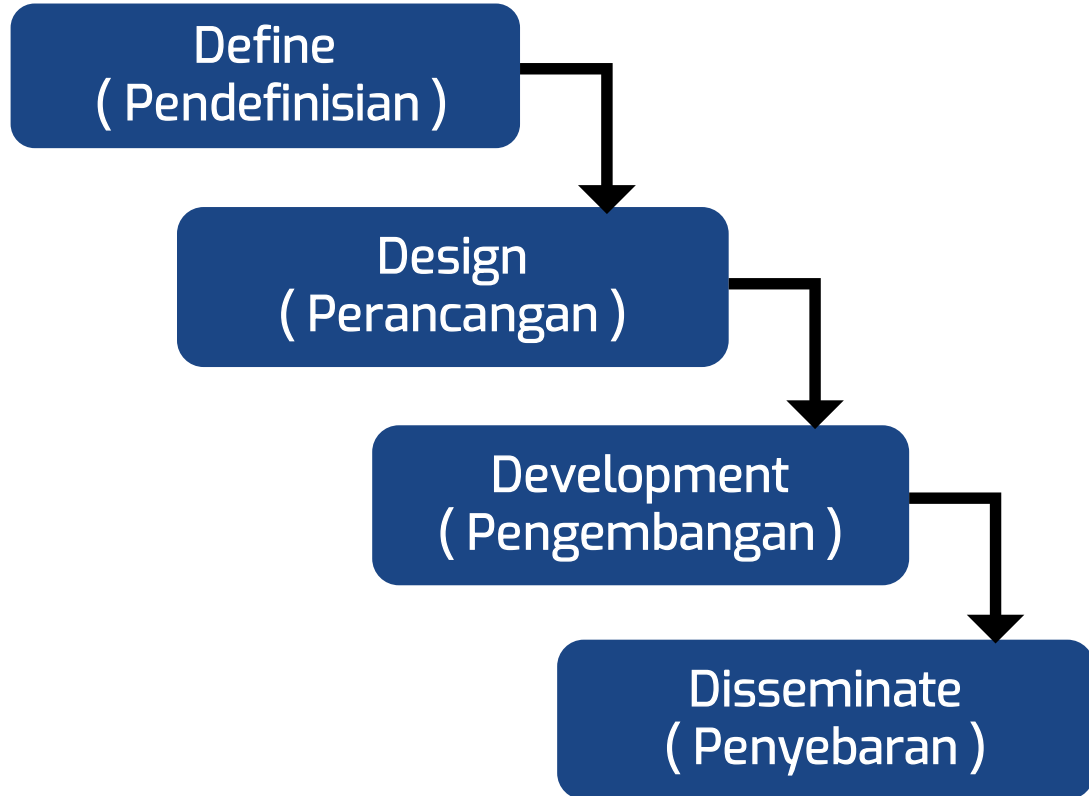 Define
( Pendefinisian )
Design
( Perancangan )
Development
( Pengembangan )
Disseminate
( Penyebaran )